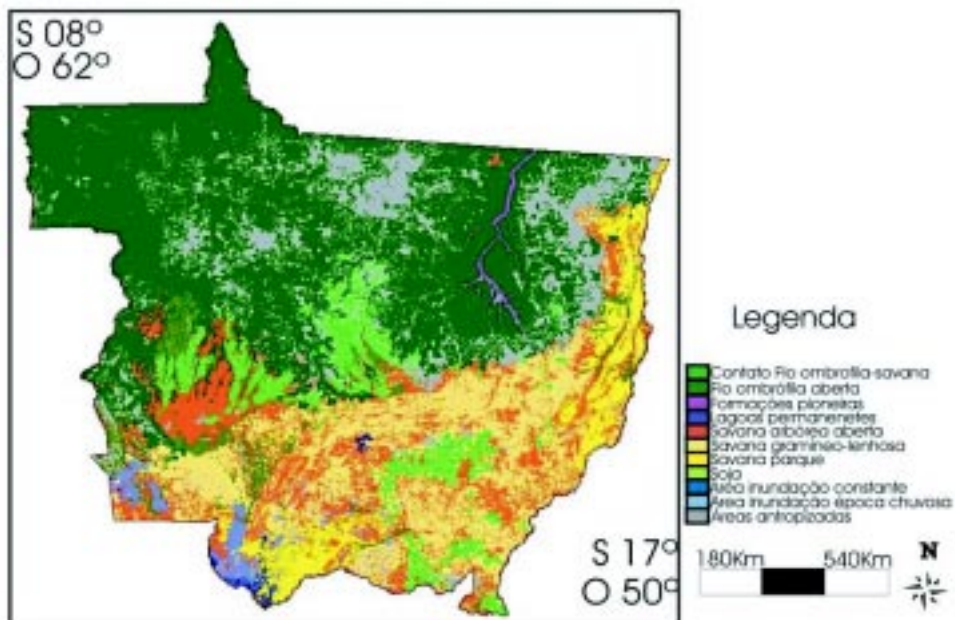 S 08º
O 62º
Legenda
Contato Flo ombrofila-savana
Flo ombrófila aberta
Formações pioneiras
Lagoas permanenetes
Savana arbórea aberta
Savana gramíneo-lenhosa
Savana parque
Soja
Área inundação constante
Área inundação época chuvosa
Áreas antropizadas
S 17º
O 50º
180Km 540Km
N